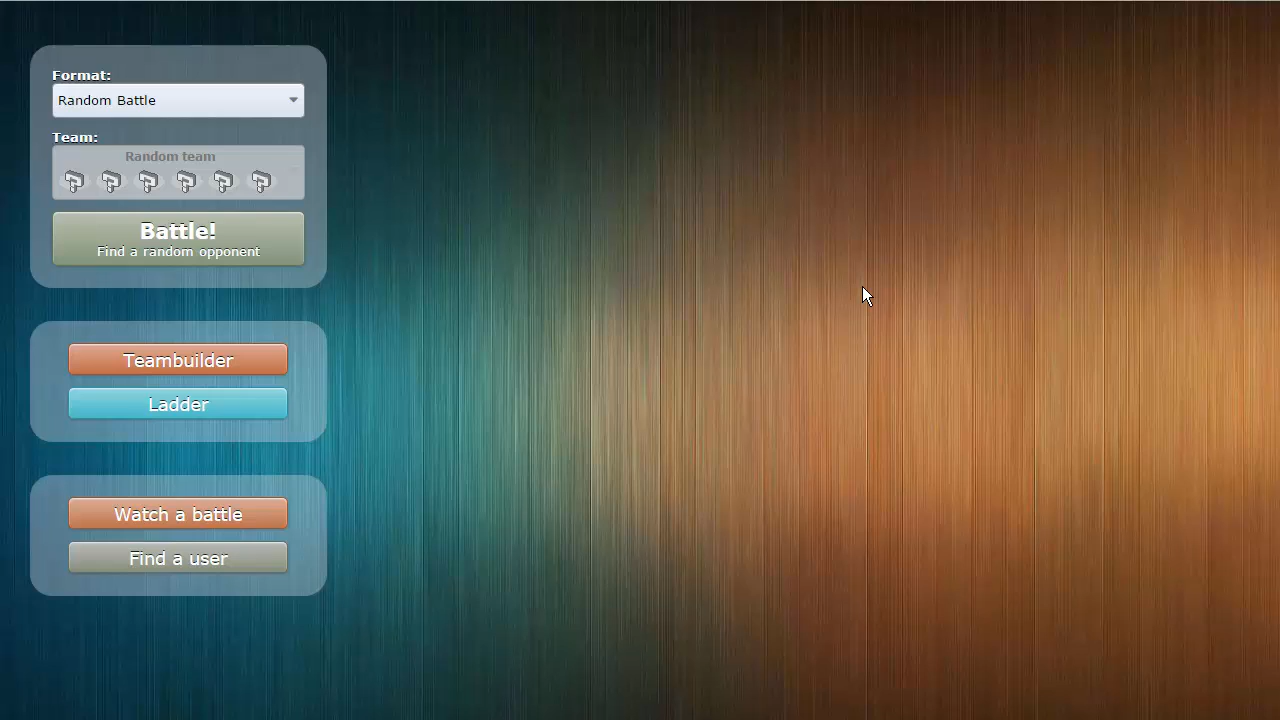 Format:
Random Battle
Team:
Random team
Battle!
Find a random opponent
Teambuilder
Ladder
Watch a battle
Find a user